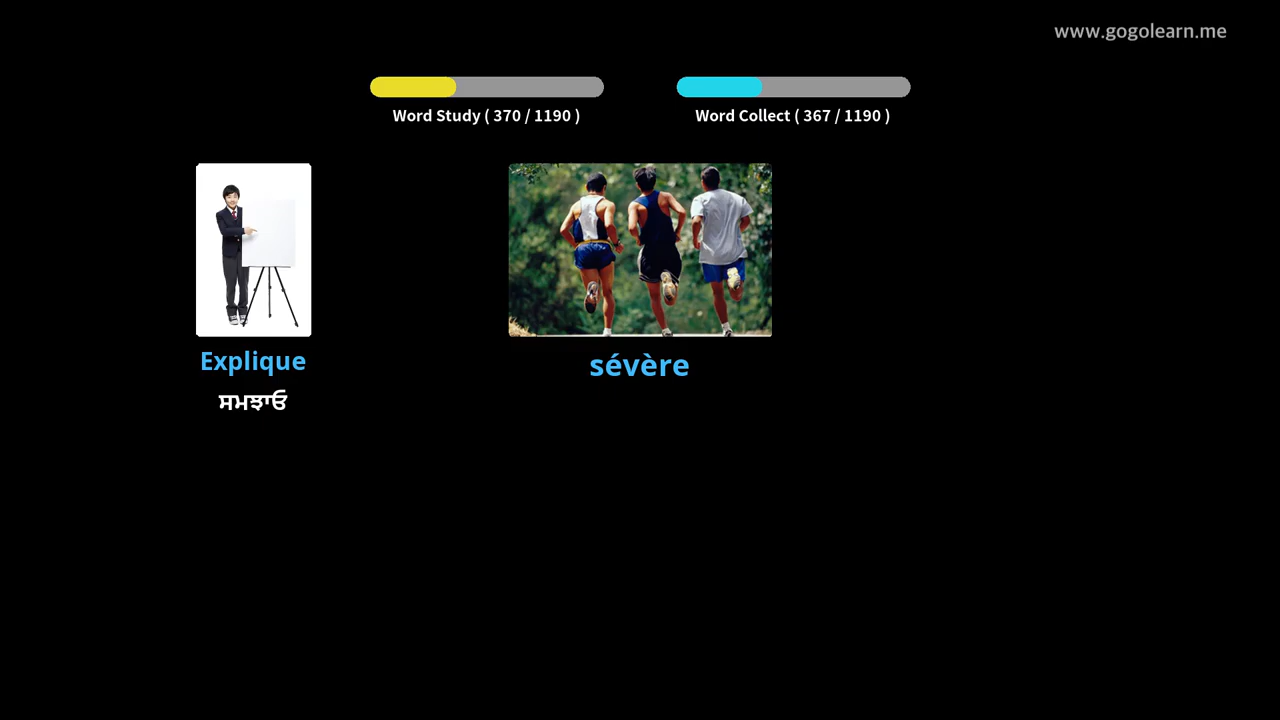 www.gogolearn.me
Word Study ( 370 / 1190 )
Word Collect ( 367 / 1190 )
Explique
ਸਮਝਾਓ
sévère